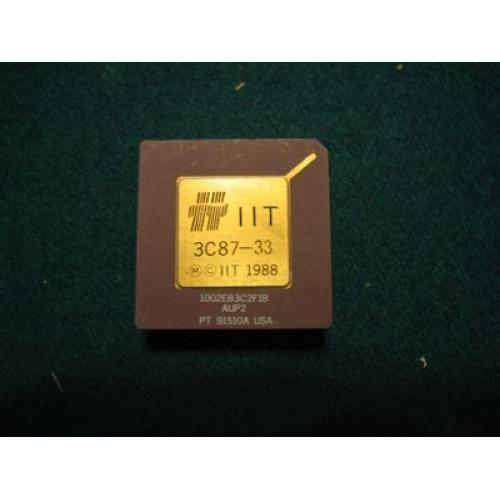 IIT
3C87-33
Ⓜ © IIT 1988
1002EB3C2F1B
AUP2
PT 91510A USA